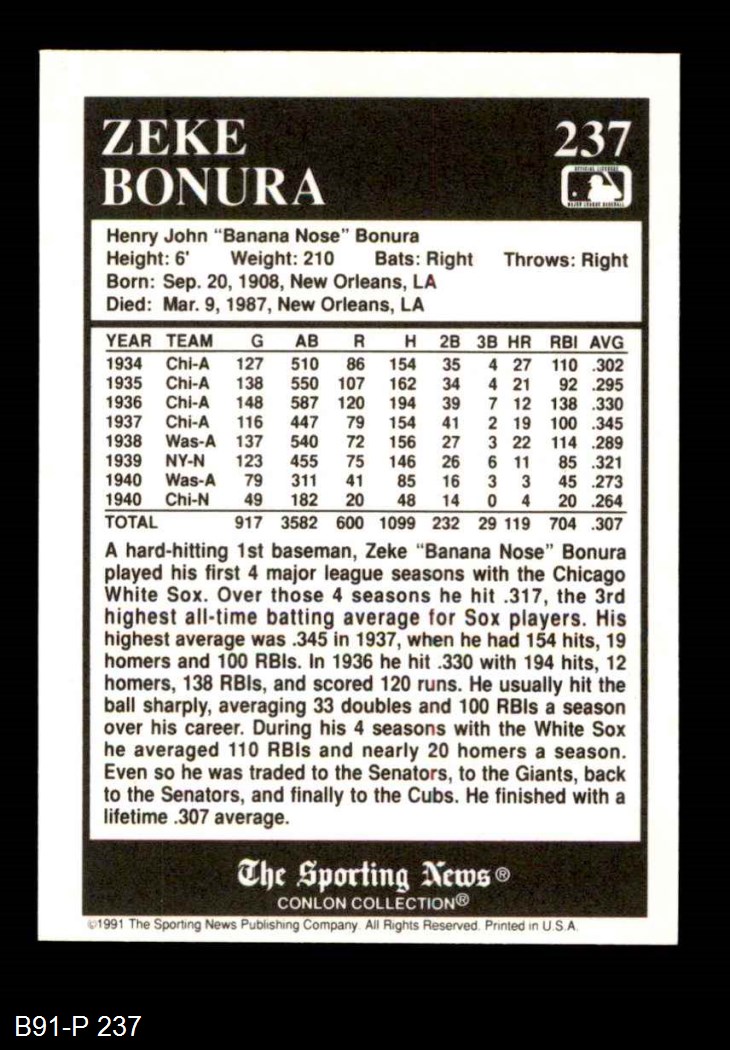 ZEKE
BONURA
237
OFFICIAL LICENSEE
MAJOR LEAGUE BASEBALL
Henry John “Banana Nose” Bonura
Height: 6' Weight: 210 Bats: Right Throws: Right
Born: Sep. 20, 1908, New Orleans, LA
Died: Mar. 9, 1987, New Orleans, LA
YEAR TEAM G AB R H 2B 3B HR RBI AVG
1934 Chi-A 127 510 86 154 35 4 27 110 .302
1935 Chi-A 138 550 107 162 34 4 21 92 .295
1936 Chi-A 148 587 120 194 39 7 12 138 .330
1937 Chi-A 116 447 79 154 41 2 19 100 .345
1938 Was-A 137 540 72 156 27 3 22 114 .289
1939 NY-N 123 455 75 146 26 6 11 85 .321
1940 Was-A 79 311 41 85 16 3 3 45 .273
1940 Chi-N 49 182 20 48 14 0 4 20 .264
TOTAL 917 3582 600 1099 232 29 119 704 .307
A hard-hitting 1st baseman, Zeke “Banana Nose” Bonura
played his first 4 major league seasons with the Chicago
White Sox. Over those 4 seasons he hit .317, the 3rd
highest all-time batting average for Sox players. His
highest average was .345 in 1937, when he had 154 hits, 19
homers and 100 RBIs. In 1936 he hit .330 with 194 hits, 12
homers, 138 RBIs, and scored 120 runs. He usually hit the
ball sharply, averaging 33 doubles and 100 RBIs a season
over his career. During his 4 seasons with the White Sox
he averaged 110 RBIs and nearly 20 homers a season.
Even so he was traded to the Senators, to the Giants, back
to the Senators, and finally to the Cubs. He finished with a
lifetime .307 average.
The Sporting News®
CONLON COLLECTION®
©1991 The Sporting News Publishing Company. All Rights Reserved. Printed in U.S.A.
B91-P 237